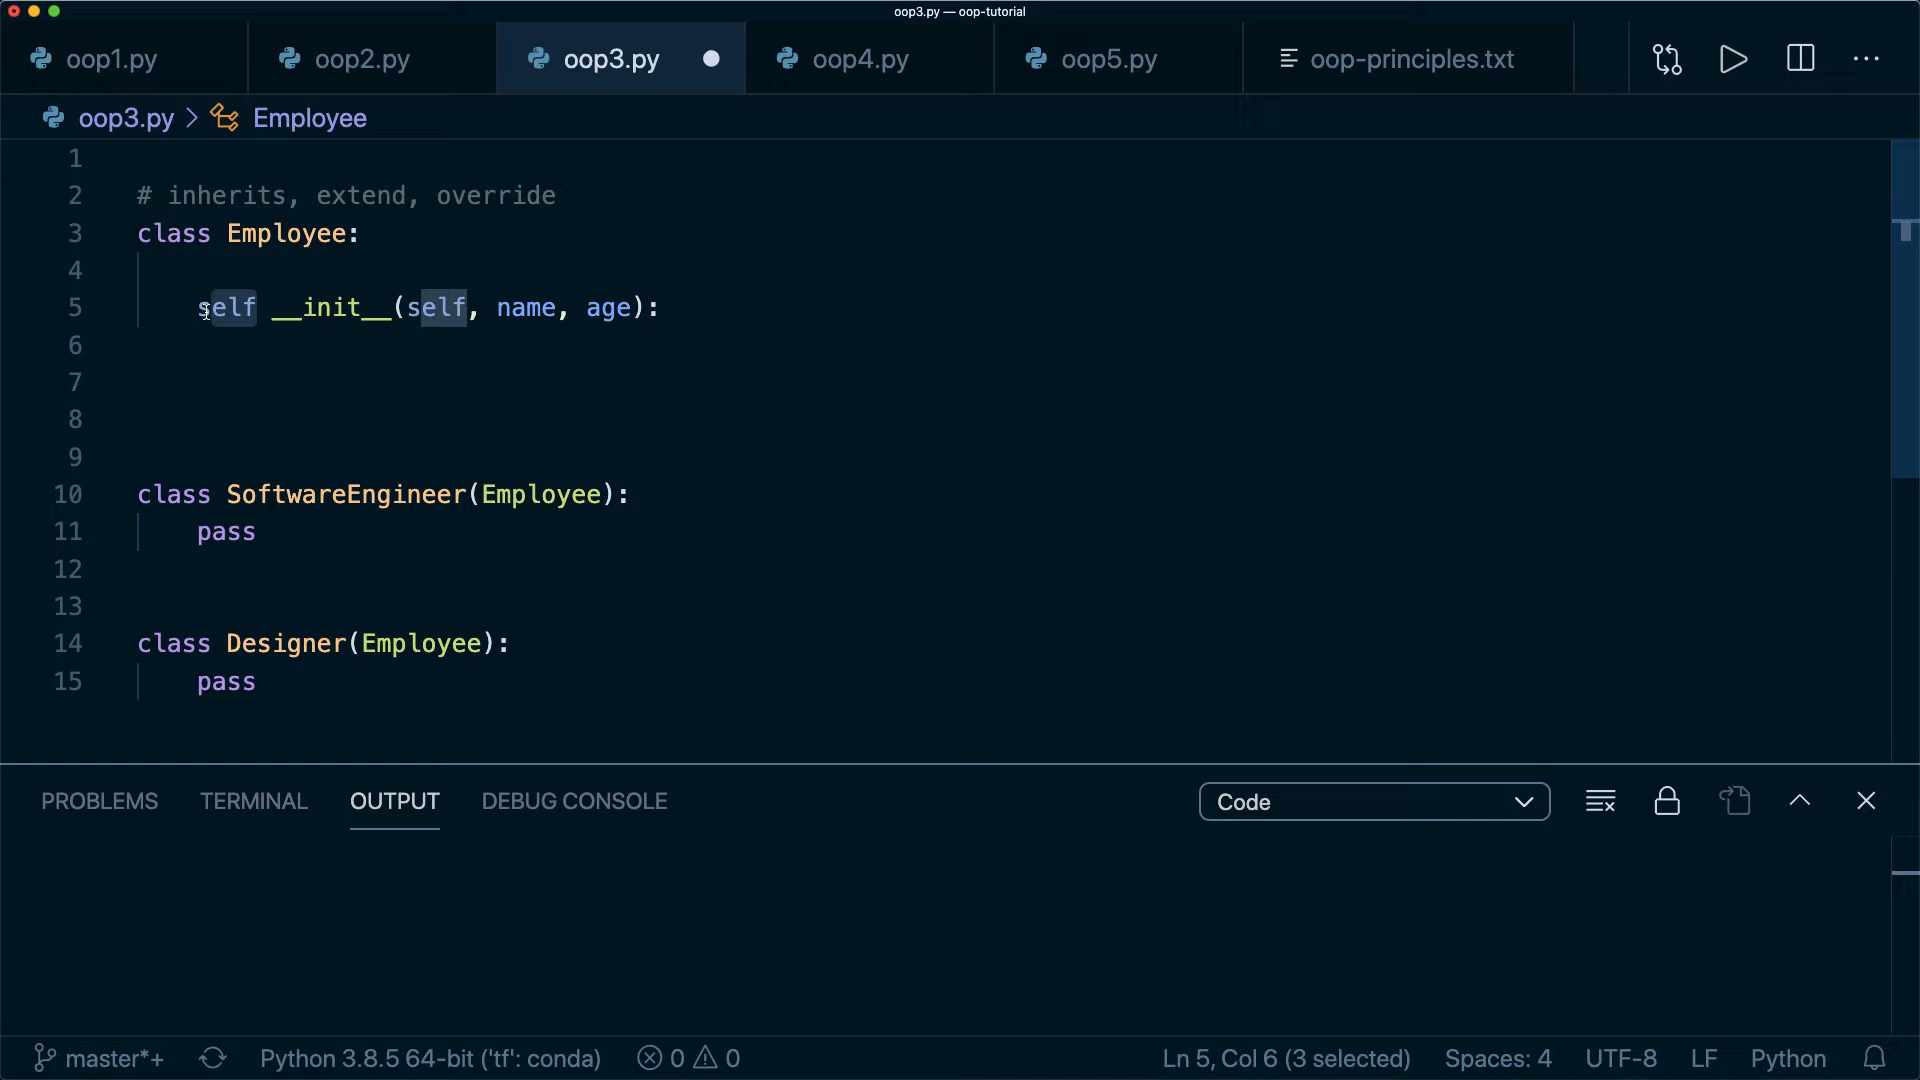 oop3.py — oop-tutorial
oop1.py oop2.py oop3.py oop4.py oop5.py oop-principles.txt
oop3.py > Employee
1
2 # inherits, extend, override
3 class Employee:
4
5 self __init__(self, name, age):
6
7
8
9
10 class SoftwareEngineer(Employee):
11 pass
12
13
14 class Designer(Employee):
15 pass
PROBLEMS TERMINAL OUTPUT DEBUG CONSOLE Code
master*+ Python 3.8.5 64-bit ('tf': conda) 0 0 Ln 5, Col 6 (3 selected) Spaces: 4 UTF-8 LF Python